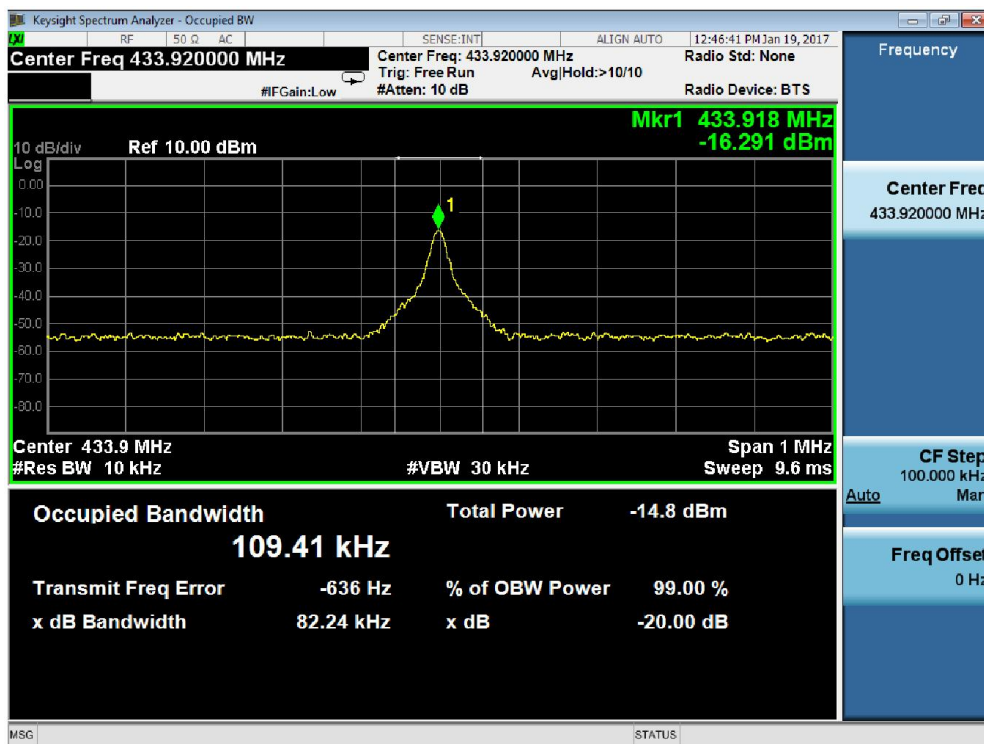 Keysight Spectrum Analyzer - Occupied BW
LXI RF 50 Ω AC SENSE:INT ALIGN AUTO 12:46:41 PM Jan 19, 2017
Center Freq 433.920000 MHz
Center Freq: 433.920000 MHz
Radio Std: None
Trig: Free Run Avg|Hold:>10/10
#IFGain:Low
#Atten: 10 dB
Radio Device: BTS
Mkr1 433.918 MHz
-16.291 dBm
10 dB/div Ref 10.00 dBm
Log
0.00
-10.0
1
-20.0
-30.0
-40.0
-50.0
-60.0
-70.0
-80.0
Center 433.9 MHz Span 1 MHz
#Res BW 10 kHz #VBW 30 kHz Sweep 9.6 ms
Occupied Bandwidth Total Power -14.8 dBm
109.41 kHz
Transmit Freq Error -636 Hz % of OBW Power 99.00 %
x dB Bandwidth 82.24 kHz x dB -20.00 dB
Frequency
Center Freq
433.920000 MHz
CF Step
100.000 kHz
Auto Man
Freq Offset
0 Hz
MSG STATUS